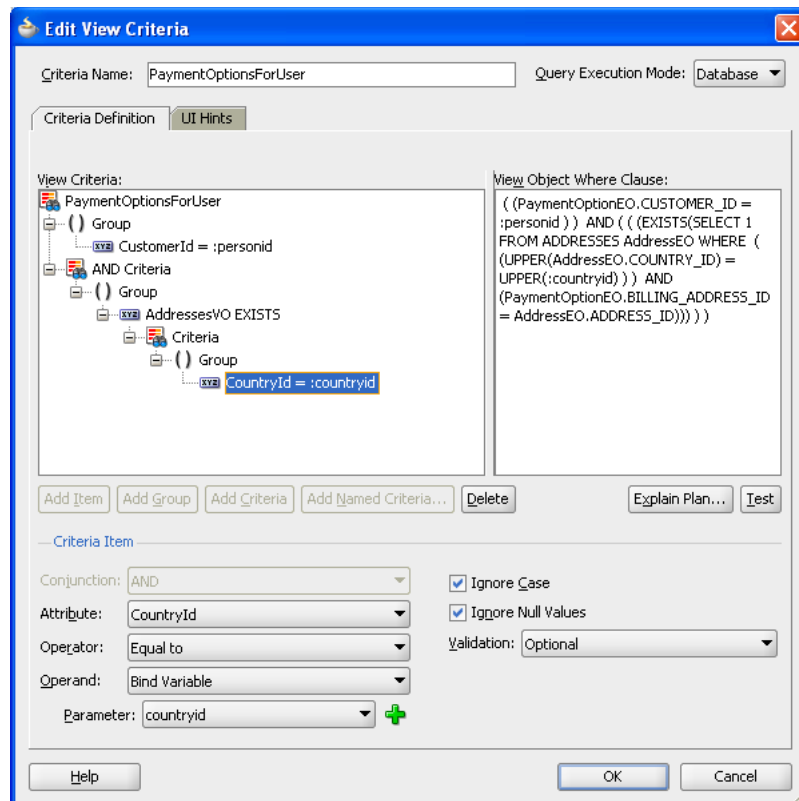 Edit View Criteria
Criteria Name: PaymentOptionsForUser Query Execution Mode: Database
Criteria Definition UI Hints
View Criteria:
PaymentOptionsForUser
() Group
xyz CustomerId = :personid
AND Criteria
() Group
xyz AddressesVO EXISTS
Criteria
() Group
xyz CountryId = :countryid
View Object Where Clause:
( (PaymentOptionEO.CUSTOMER_ID =
:personid ) ) AND ( ( (EXISTS(SELECT 1
FROM ADDRESSES AddressEO WHERE (
(UPPER(AddressEO.COUNTRY_ID) =
UPPER(:countryid) ) ) AND
(PaymentOptionEO.BILLING_ADDRESS_ID
= AddressEO.ADDRESS_ID))) ) )
Add Item Add Group Add Criteria Add Named Criteria... Delete Explain Plan... Test
Criteria Item
Conjunction: AND
Attribute: CountryId
Operator: Equal to
Operand: Bind Variable
Parameter: countryid
Ignore Case
Ignore Null Values
Validation: Optional
Help OK Cancel